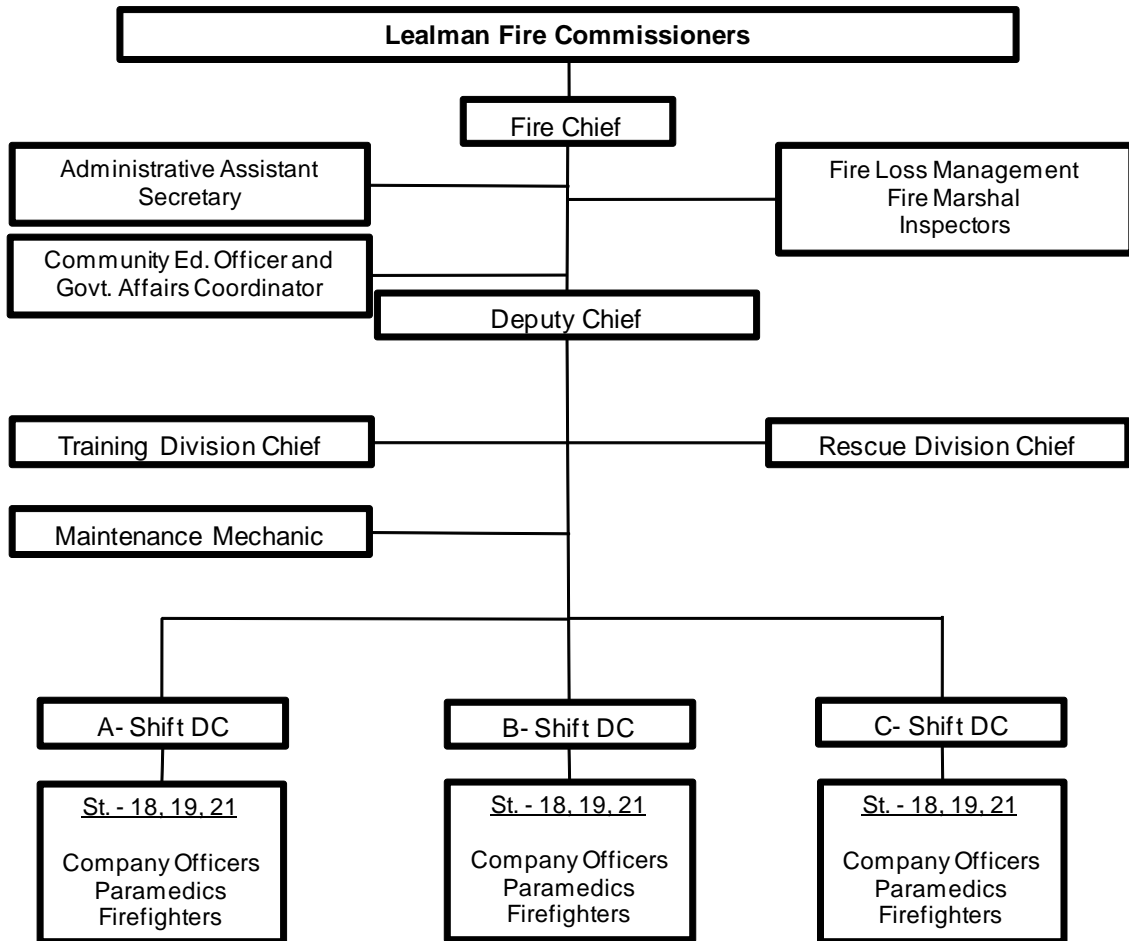 Lealman Fire Commissioners
Fire Chief
Administrative Assistant
Secretary
Fire Loss Management
Fire Marshal
Inspectors
Community Ed. Officer and
Govt. Affairs Coordinator
Deputy Chief
Training Division Chief
Rescue Division Chief
Maintenance Mechanic
A- Shift DC
B- Shift DC
C- Shift DC
St. - 18, 19, 21
Company Officers
Paramedics
Firefighters
St. - 18, 19, 21
Company Officers
Paramedics
Firefighters
St. - 18, 19, 21
Company Officers
Paramedics
Firefighters